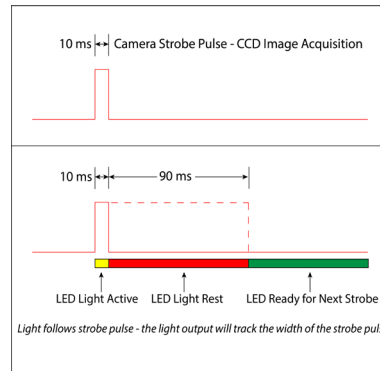 10 ms Camera Strobe Pulse - CCD Image Acquisition
10 ms 90 ms
LED Light Active LED Light Rest LED Ready for Next Strobe
Light follows strobe pulse - the light output will track the width of the strobe